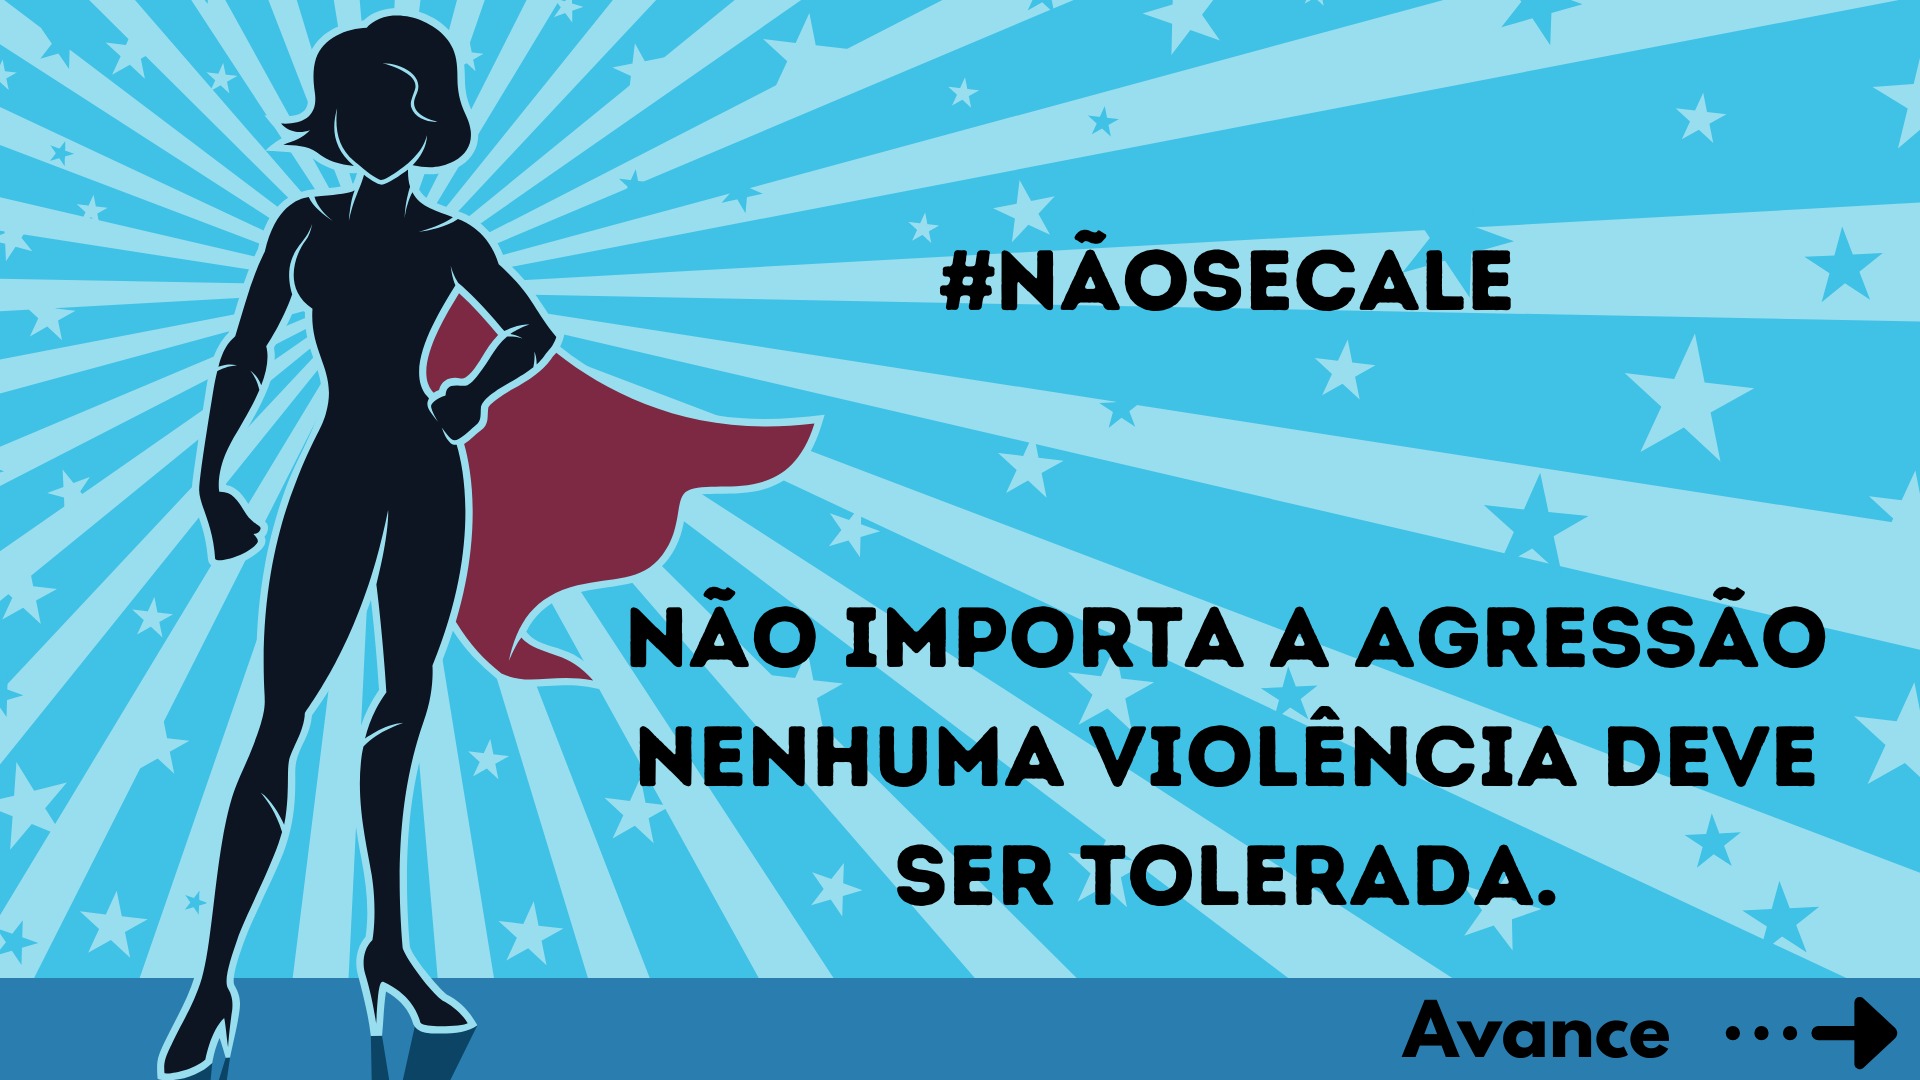 #NÃOSECALE
NÃO IMPORTA A AGRESSÃO
NENHUMA VIOLÊNCIA DEVE
SER TOLERADA.
Avance